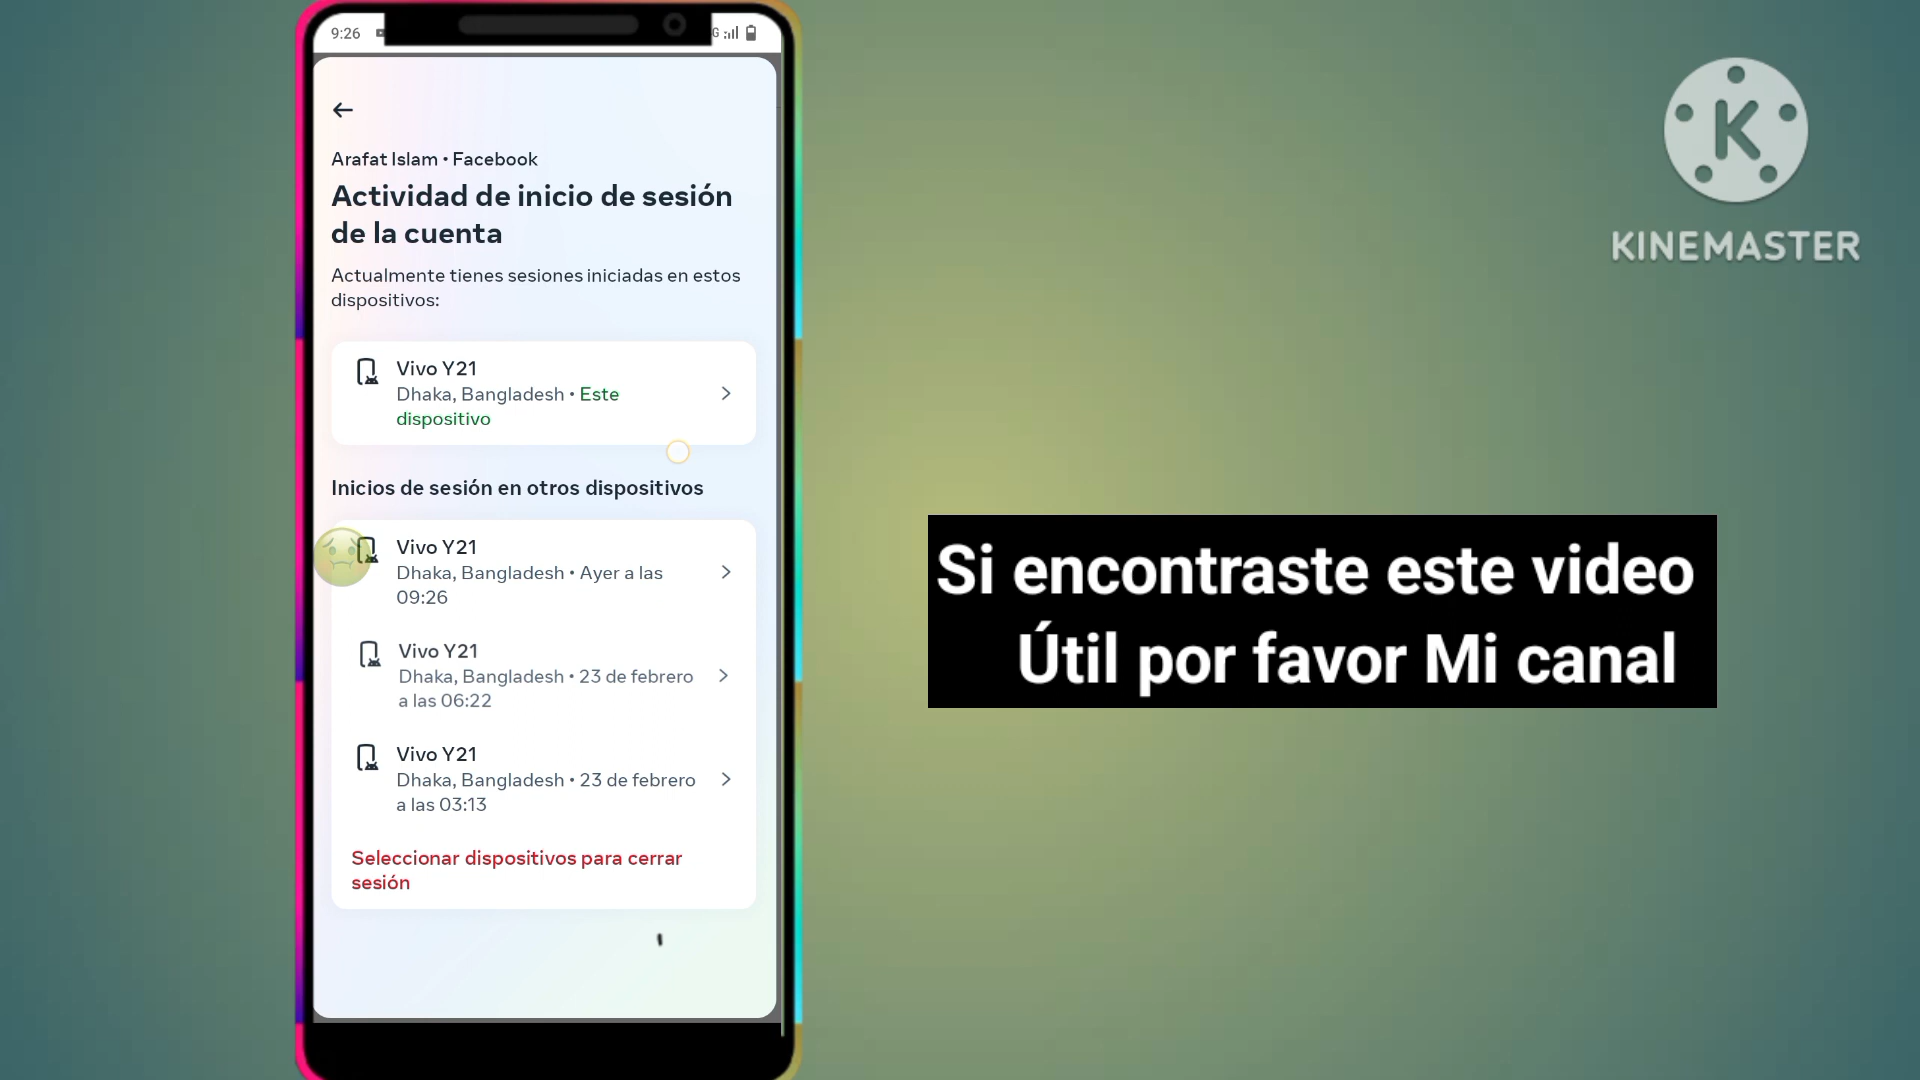 9:26
G
Arafat Islam • Facebook
Actividad de inicio de sesión
de la cuenta
Actualmente tienes sesiones iniciadas en estos
dispositivos:
Vivo Y21
Dhaka, Bangladesh • Este
dispositivo
Inicios de sesión en otros dispositivos
Vivo Y21
Dhaka, Bangladesh • Ayer a las
09:26
Vivo Y21
Dhaka, Bangladesh • 23 de febrero
a las 06:22
Vivo Y21
Dhaka, Bangladesh • 23 de febrero
a las 03:13
Seleccionar dispositivos para cerrar
sesión
K
KINEMASTER
Si encontraste este video
Útil por favor Mi canal